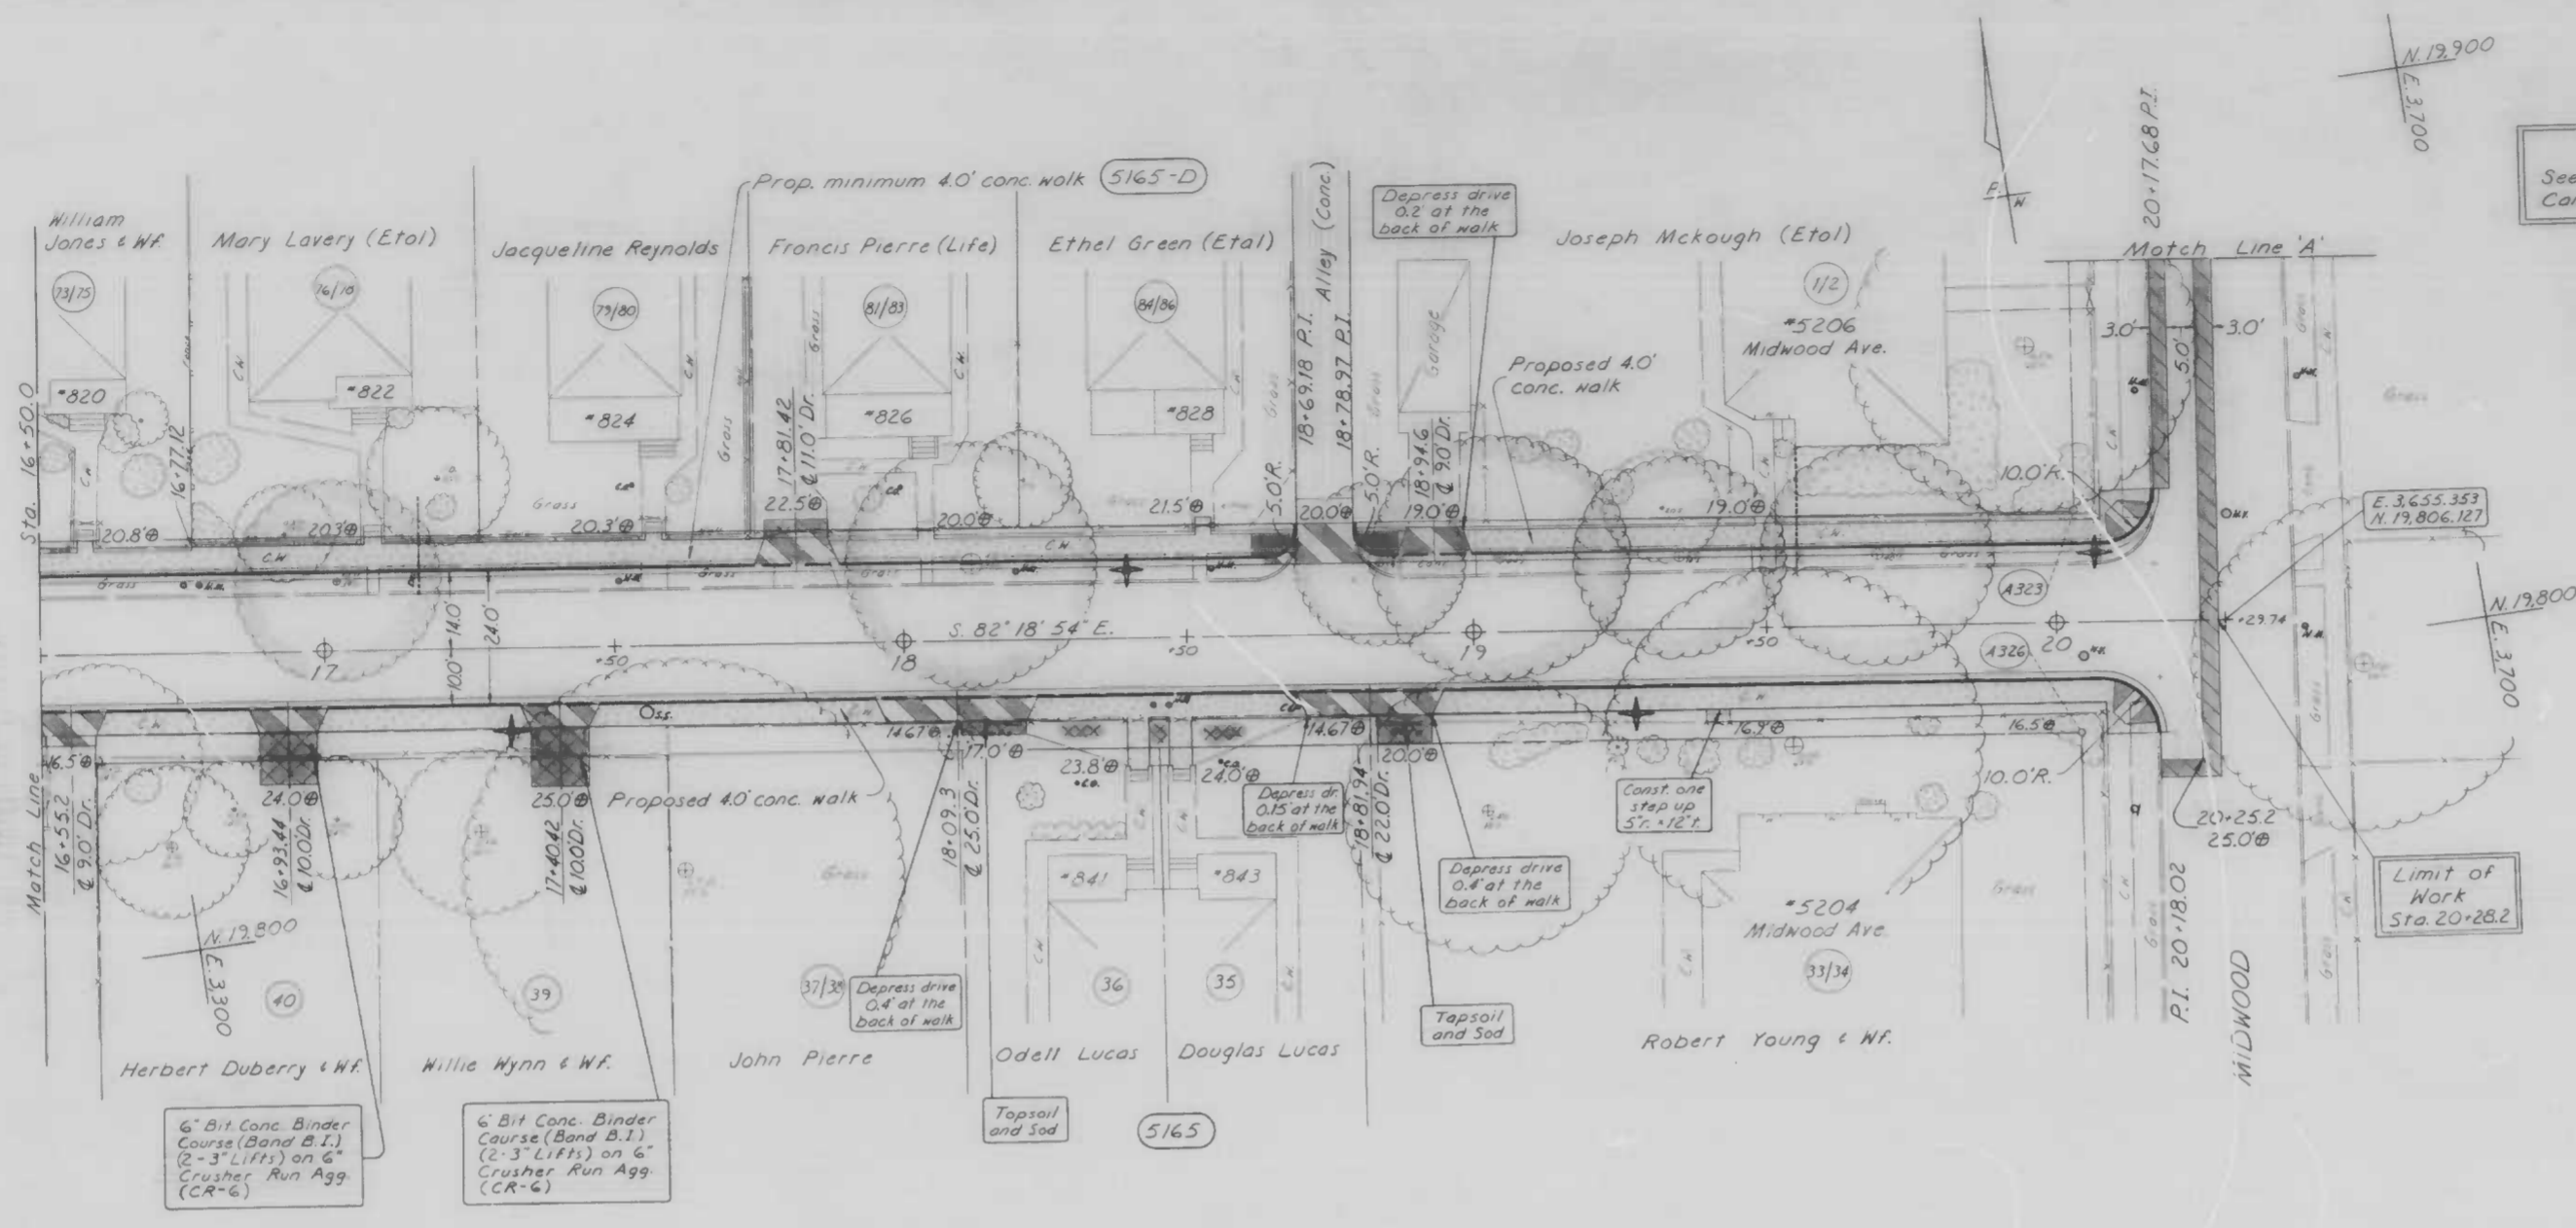 N. 19,900
E. 3,700
See
Prop. minimum 4.0' conc. walk
5165-D
William
Jones & Wf.
Mary Lavery (Etal)
Jacqueline Reynolds
Francis Pierre (Life)
Ethel Green (Etal)
Alley (Conc.)
Depress drive
0.2' at the
back of walk
Joseph Mckough (Etal)
20+17.68 P.I.
Match Line 'A'
73/75
79/80
81/83
84/86
1/2
#5206
Midwood Ave.
Garage
3.0'
3.0'
5.0'
#820
#822
#824
#826
#828
Proposed 4.0'
conc. walk
Sta. 16+50.0
16+77.12
17+81.42
₵ 11.0' Dr.
18+69.18 P.I.
18+78.97 P.I.
18+94.6
₵ 9.0' Dr.
5.0'R.
5.0'R.
10.0'R.
20.8'⊕
20.3'⊕
20.3'⊕
22.5'⊕
20.0'⊕
21.5'⊕
20.0'⊕
19.0'⊕
19.0'⊕
E. 3,655.353
N. 19,806.127
Grass
C.W.
10.0'
14.0'
24.0'
S. 82° 18' 54" E.
17
+50
18
+50
19
+50
20
A323
A326
+29.74
N. 19,800
E. 3,700
S.S.
16.5'⊕
24.0'⊕
25.0'⊕
14.67⊕
17.0'⊕
23.8'⊕
24.0'⊕
14.67⊕
20.0'⊕
16.9'⊕
16.5'⊕
10.0'R.
Match Line
16+55.2
₵ 9.0' Dr.
16+93.44
₵ 10.0'Dr.
17+40.42
₵ 10.0'Dr.
Proposed 4.0' conc. walk
18+09.3
₵ 25.0' Dr.
Depress dr.
0.15' at the
back of walk
18+81.94
₵ 22.0' Dr.
Const. one
step up
5"r. × 12"t.
20+25.2
25.0'⊕
Limit of
Work
Sta. 20+28.2
#841
#843
Depress drive
0.4' at the
back of walk
#5204
Midwood Ave
P.I. 20+18.02
MIDWOOD
N. 19,800
E. 3,300
40
39
Depress drive
0.4' at the
back of walk
36
35
33/34
Topsoil
and Sod
Herbert Duberry & Wf.
Willie Wynn & Wf.
John Pierre
Odell Lucas
Douglas Lucas
Robert Young & Wf.
6" Bit Conc. Binder
Course (Band B.I.)
(2-3" Lifts) on 6"
Crusher Run Agg.
(CR-6)
6" Bit Conc. Binder
Course (Band B.I.)
(2-3" Lifts) on 6"
Crusher Run Agg.
(CR-6)
Topsoil
and Sod
5165